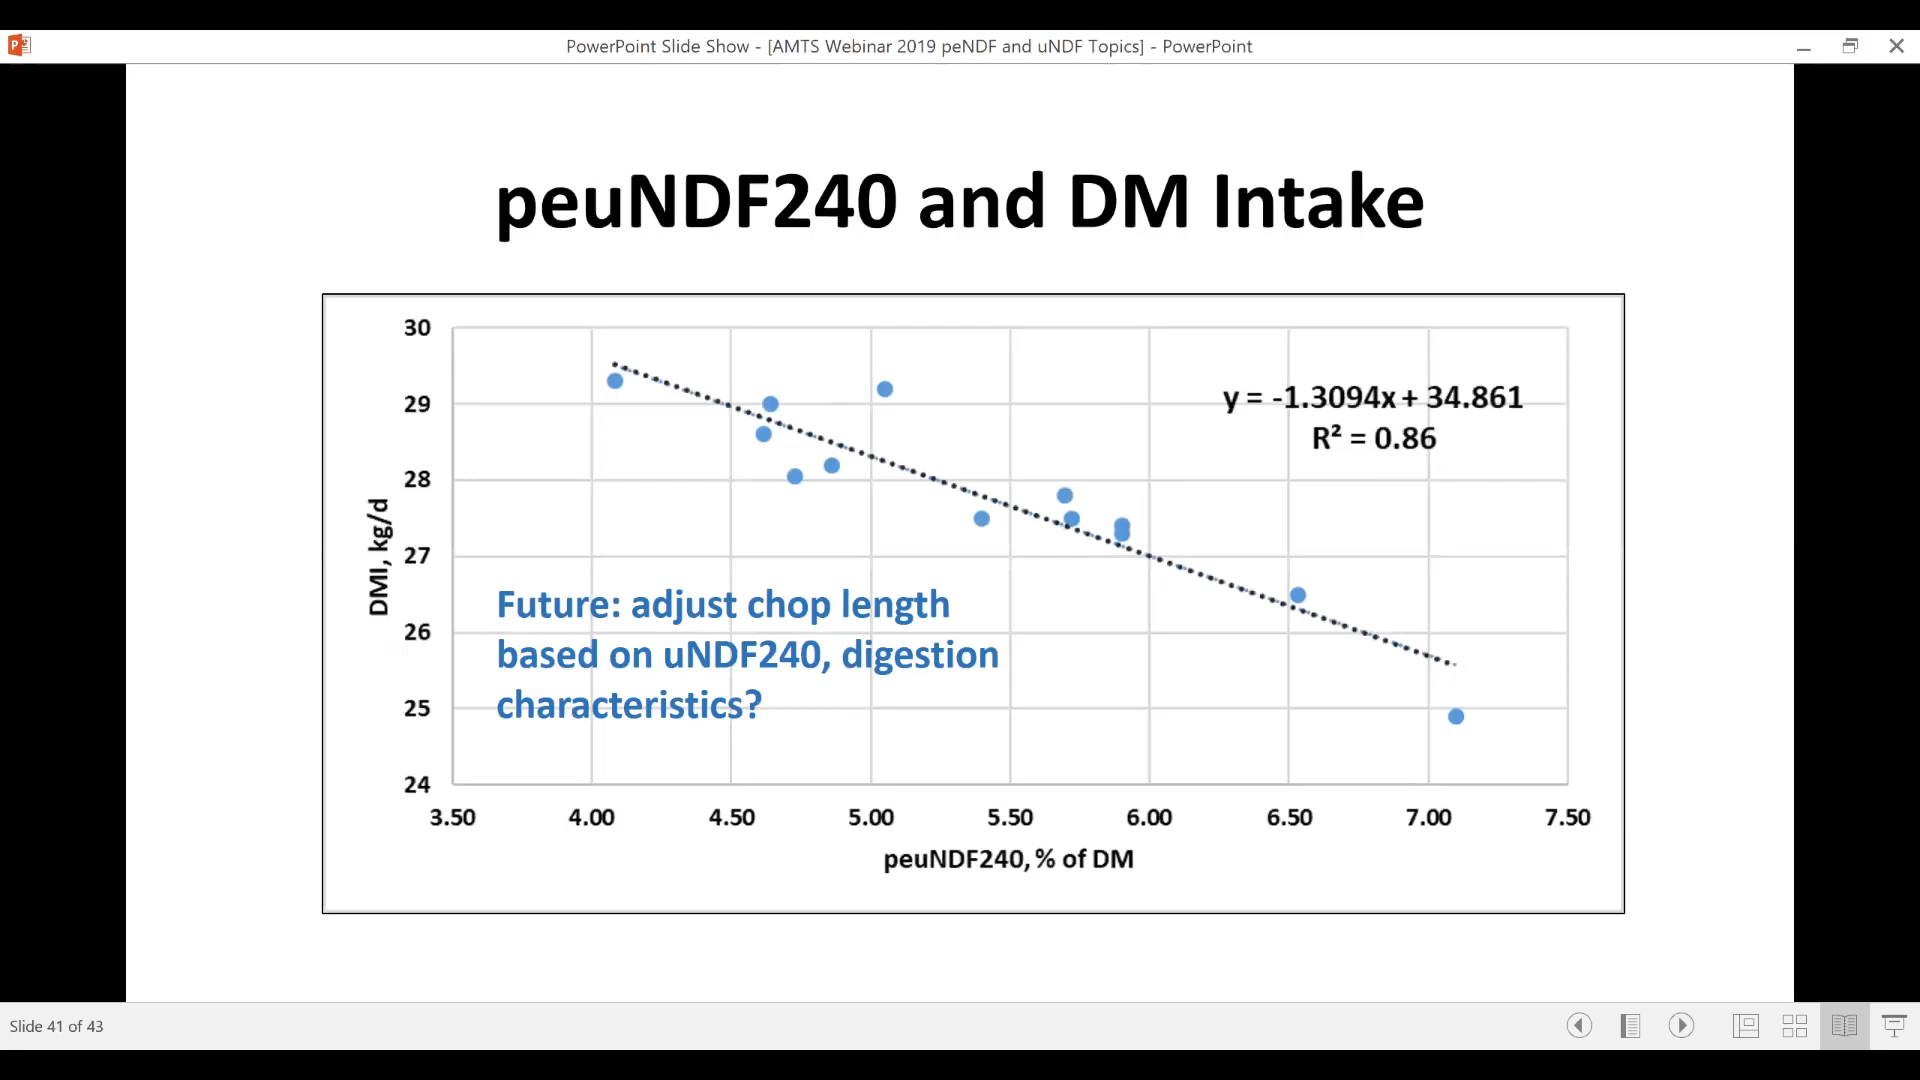 PowerPoint Slide Show - [AMTS Webinar 2019 peNDF and uNDF Topics] - PowerPoint
peuNDF240 and DM Intake
30
29
28
27
26
25
24
DMI, kg/d
y = -1.3094x + 34.861
R² = 0.86
Future: adjust chop length
based on uNDF240, digestion
characteristics?
3.50 4.00 4.50 5.00 5.50 6.00 6.50 7.00 7.50
peuNDF240, % of DM
Slide 41 of 43